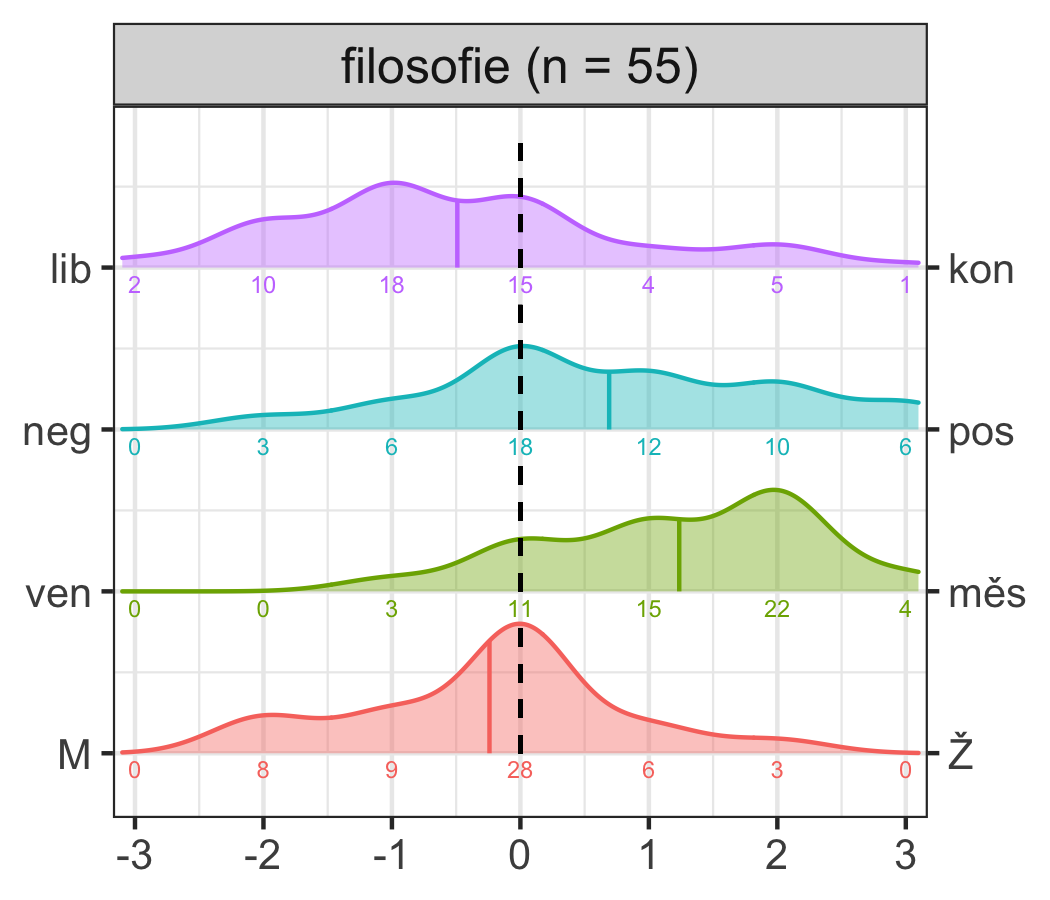 filosofie (n = 55)
lib kon
2 10 18 15 4 5 1
neg pos
0 3 6 18 12 10 6
ven měs
0 0 3 11 15 22 4
M Ž
0 8 9 28 6 3 0
-3 -2 -1 0 1 2 3